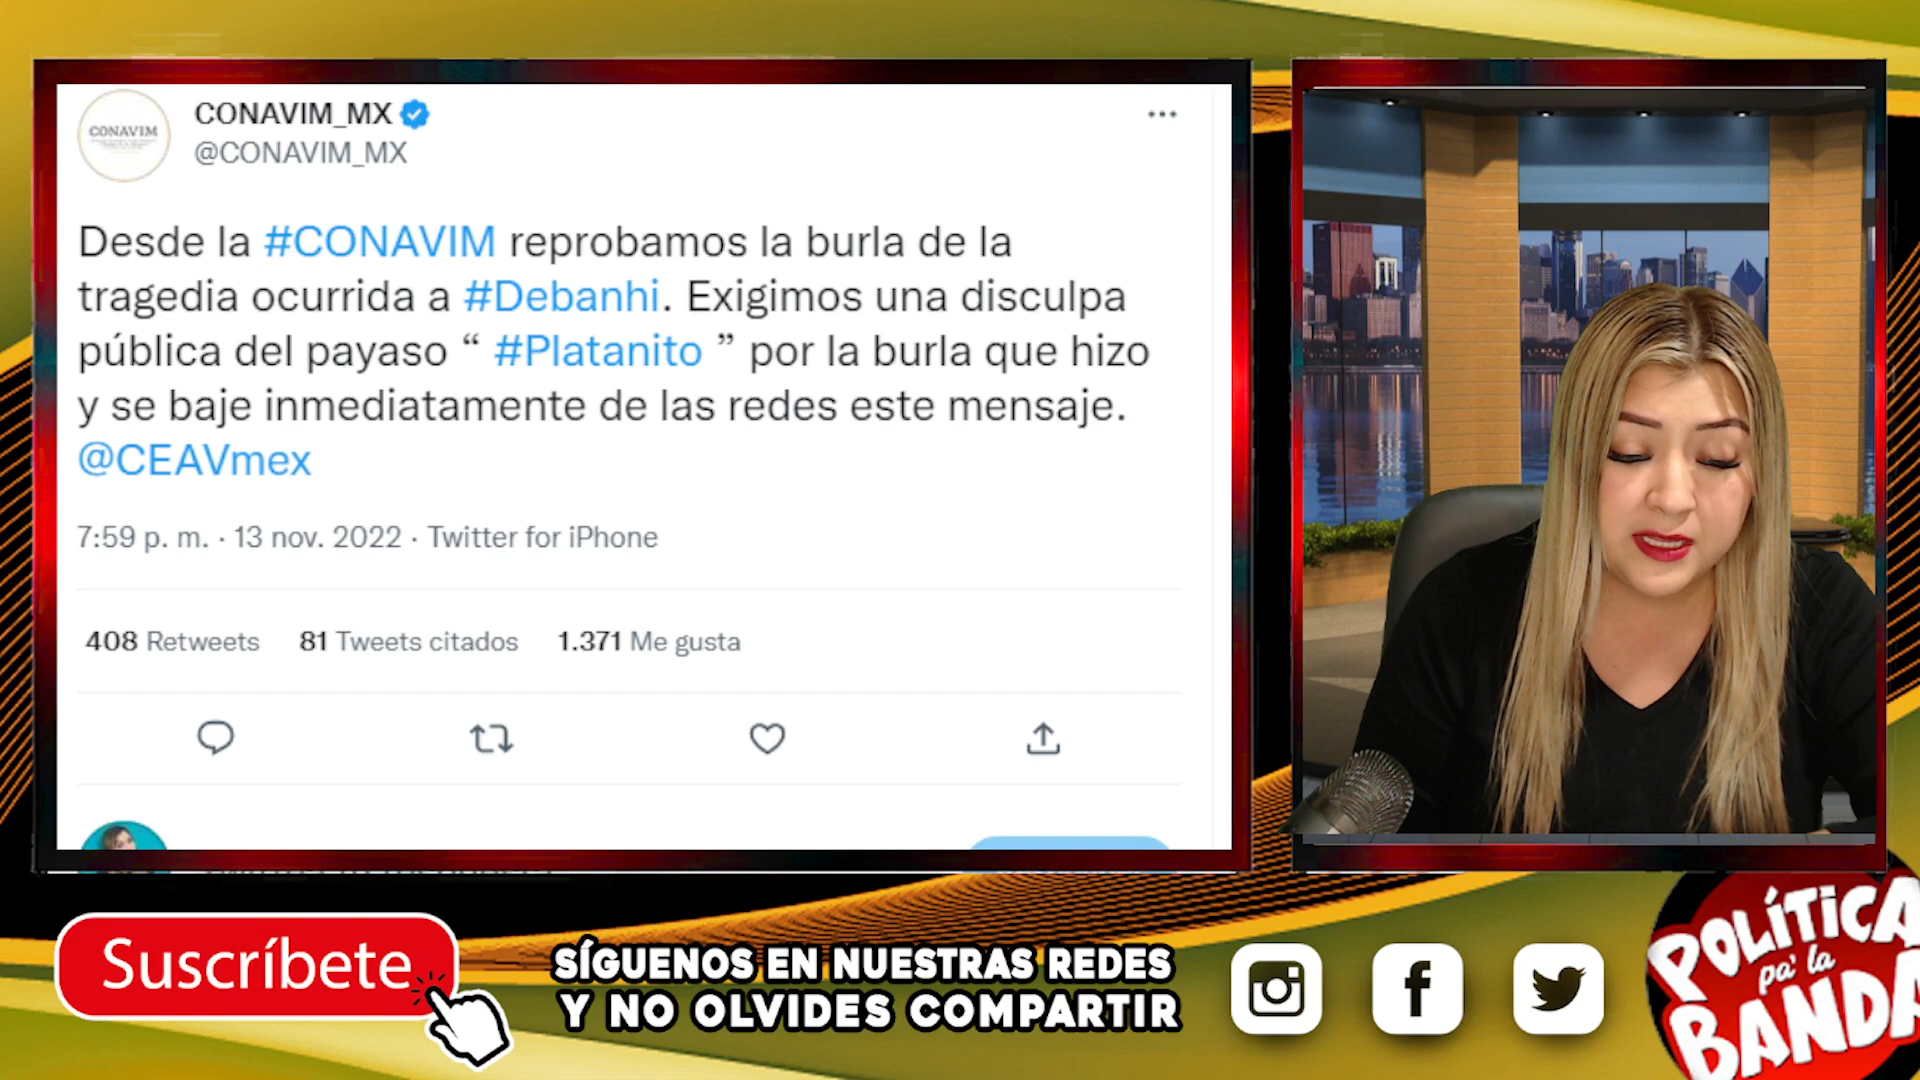 CONAVIM
CONAVIM_MX
@CONAVIM_MX
Desde la #CONAVIM reprobamos la burla de la
tragedia ocurrida a #Debanhi. Exigimos una disculpa
pública del payaso “ #Platanito ” por la burla que hizo
y se baje inmediatamente de las redes este mensaje.
@CEAVmex
7:59 p. m. · 13 nov. 2022 · Twitter for iPhone
408 Retweets 81 Tweets citados 1.371 Me gusta
Suscríbete
SÍGUENOS EN NUESTRAS REDES
Y NO OLVIDES COMPARTIR
POLÍTICA
pa' la
BANDA